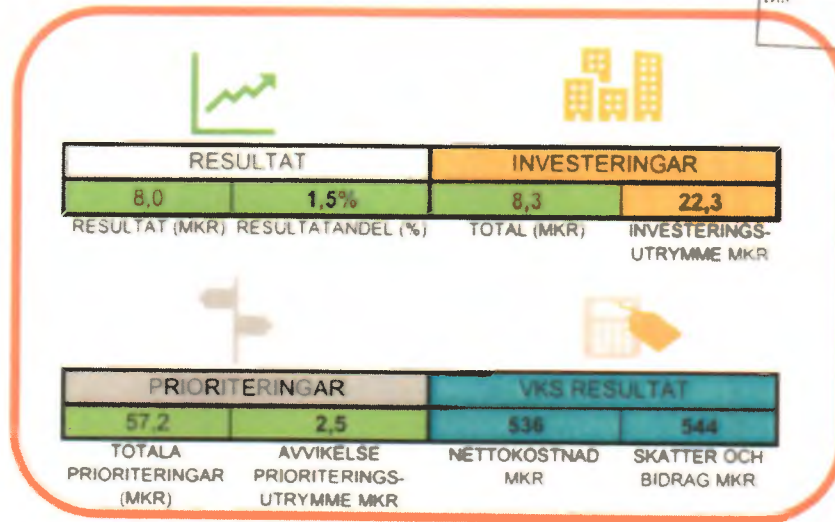 RESULTAT
INVESTERINGAR
8,0
1,5%
8,3
22,3
RESULTAT (MKR)
RESULTATANDEL (%)
TOTAL (MKR)
INVESTERINGS-
UTRYMME MKR
PRIORITERINGAR
VKS RESULTAT
57,2
2,5
536
544
TOTALA
PRIORITERINGAR
(MKR)
AVVIKELSE
PRIORITERINGS-
UTRYMME MKR
NETTOKOSTNAD
MKR
SKATTER OCH
BIDRAG MKR